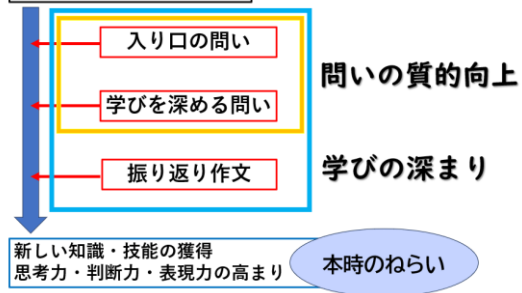 入り口の問い
問いの質的向上
学びを深める問い
振り返り作文
学びの深まり
新しい知識・技能の獲得
思考力・判断力・表現力の高まり
本時のねらい